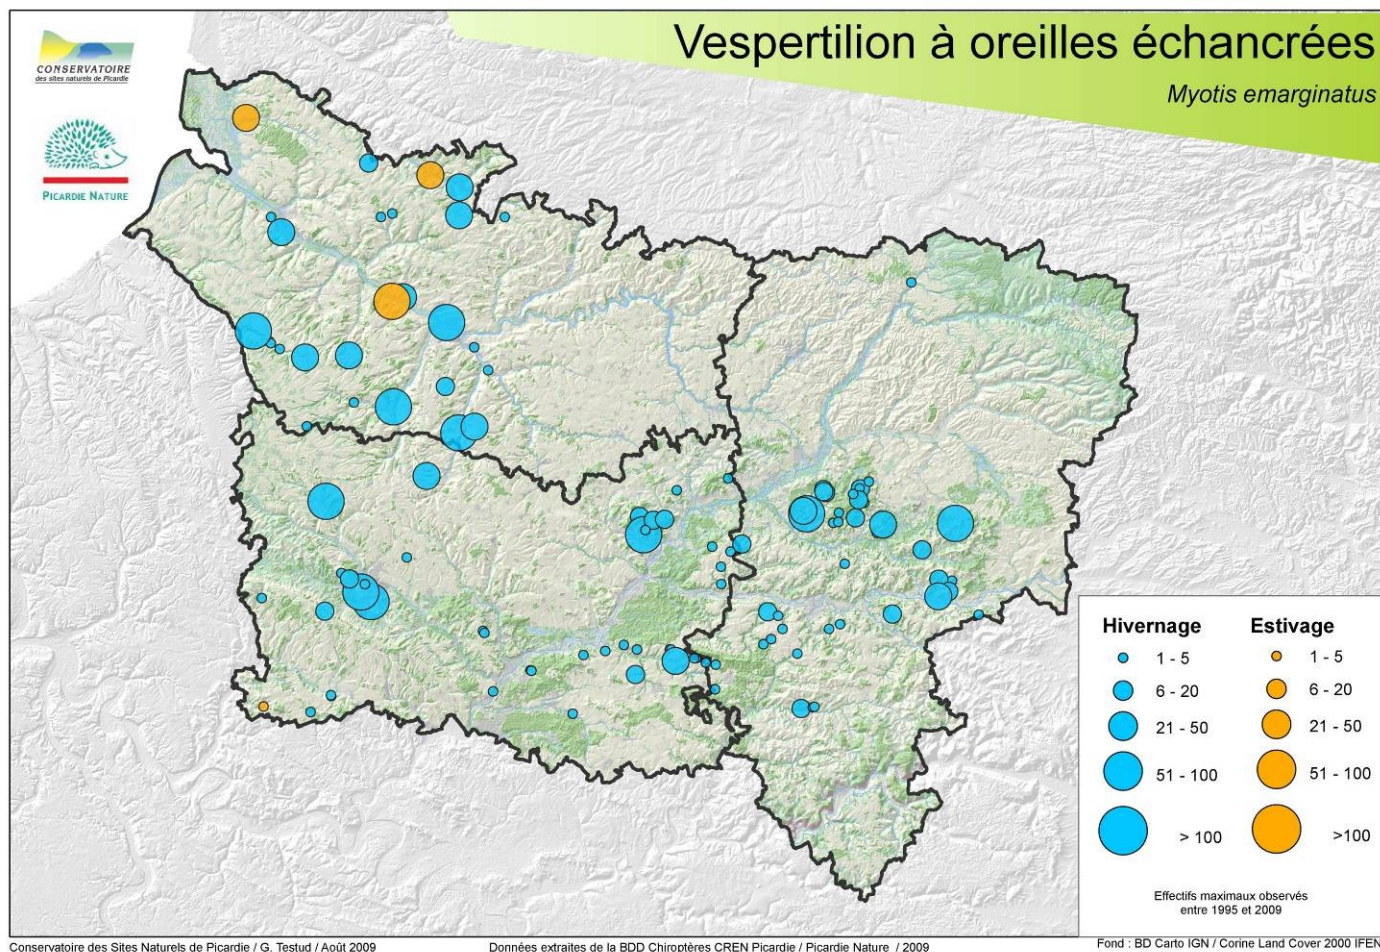 Vespertilion à oreilles échancrées
Myotis emarginatus
CONSERVATOIRE
des sites naturels de Picardie
PICARDIE NATURE
Hivernage Estivage
1 - 5 1 - 5
6 - 20 6 - 20
21 - 50 21 - 50
51 - 100 51 - 100
> 100 >100
Effectifs maximaux observés
entre 1995 et 2009
Conservatoire des Sites Naturels de Picardie / G. Testud / Août 2009 Données extraites de la BDD Chiroptères CREN Picardie / Picardie Nature / 2009 Fond : BD Carto IGN / Corine Land Cover 2000 IFEN